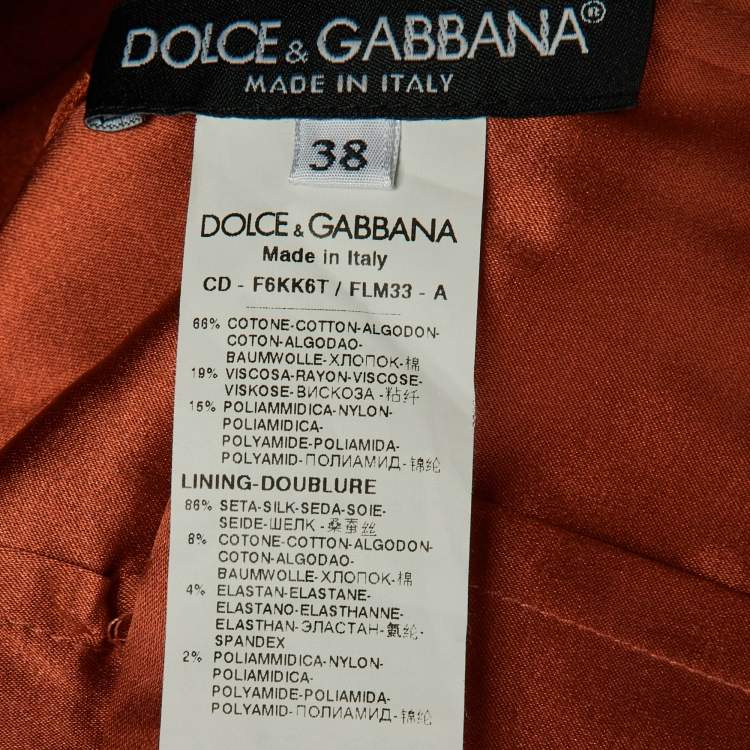 DOLCE & GABBANA®
MADE IN ITALY
38
DOLCE & GABBANA
Made in Italy
CD - F6KK6T / FLM33 - A
66% COTONE-COTTON-ALGODON-
COTON-ALGODAO-
BAUMWOLLE-ХЛОПОК-棉
19% VISCOSA-RAYON-VISCOSE-
VISKOSE-ВИСКОЗА-粘纤
15% POLIAMMIDICA-NYLON-
POLIAMIDICA-
POLYAMIDE-POLIAMIDA-
POLYAMID-ПОЛИАМИД-锦纶
LINING-DOUBLURE
86% SETA-SILK-SEDA-SOIE-
SEIDE-ШЕЛК-桑蚕丝
8% COTONE-COTTON-ALGODON-
COTON-ALGODAO-
BAUMWOLLE-ХЛОПОК-棉
4% ELASTAN-ELASTANE-
ELASTANO-ELASTHANNE-
ELASTHAN-ЭЛАСТАН-氨纶-
SPANDEX
2% POLIAMMIDICA-NYLON-
POLIAMIDICA-
POLYAMIDE-POLIAMIDA-
POLYAMID-ПОЛИАМИД-锦纶